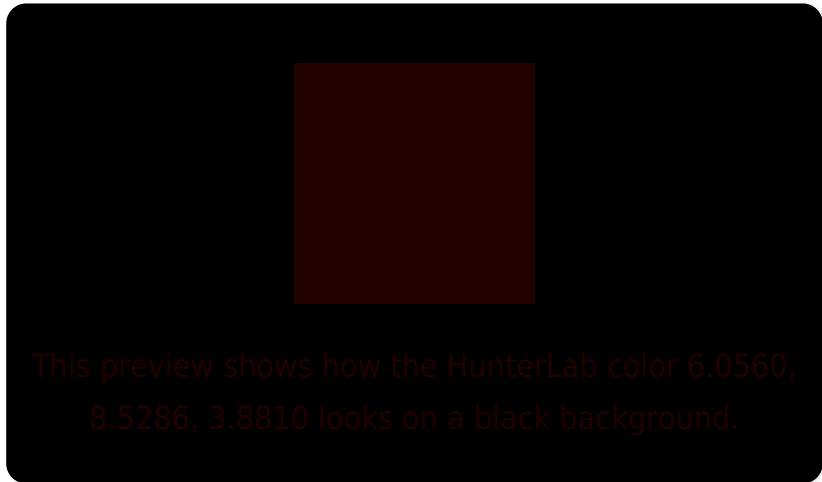 This preview shows how the HunterLab color 6.0560,
8.5286, 3.8810 looks on a black background.